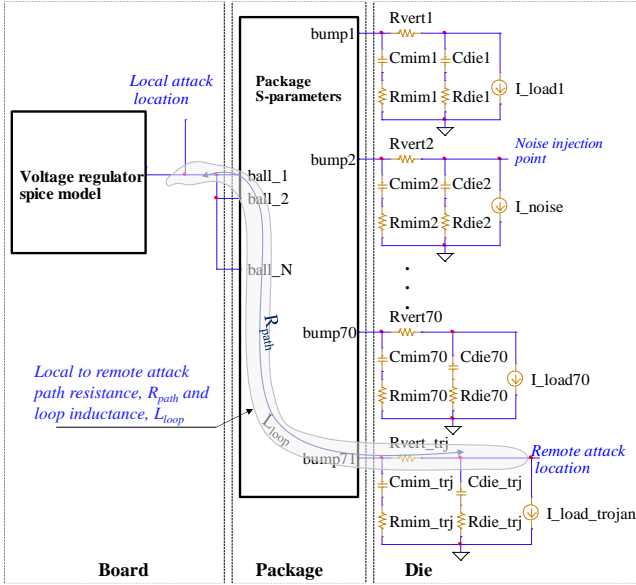 bump1
Rvert1
Cmim1
Cdie1
Rmim1
Rdie1
I_load1
Package
S-parameters
Local attack
location
Voltage regulator
spice model
ball_1
ball_2
ball_N
bump2
Rvert2
Noise injection
point
Cmim2
Cdie2
Rmim2
Rdie2
I_noise
Rpath
bump70
Rvert70
Cmim70
Cdie70
Rmim70
Rdie70
I_load70
Local to remote attack
path resistance, Rpath and
loop inductance, Lloop
Lloop
bump71
Rvert_trj
Remote attack
location
Cmim_trj
Cdie_trj
Rmim_trj
Rdie_trj
I_load_trojan
Board
Package
Die